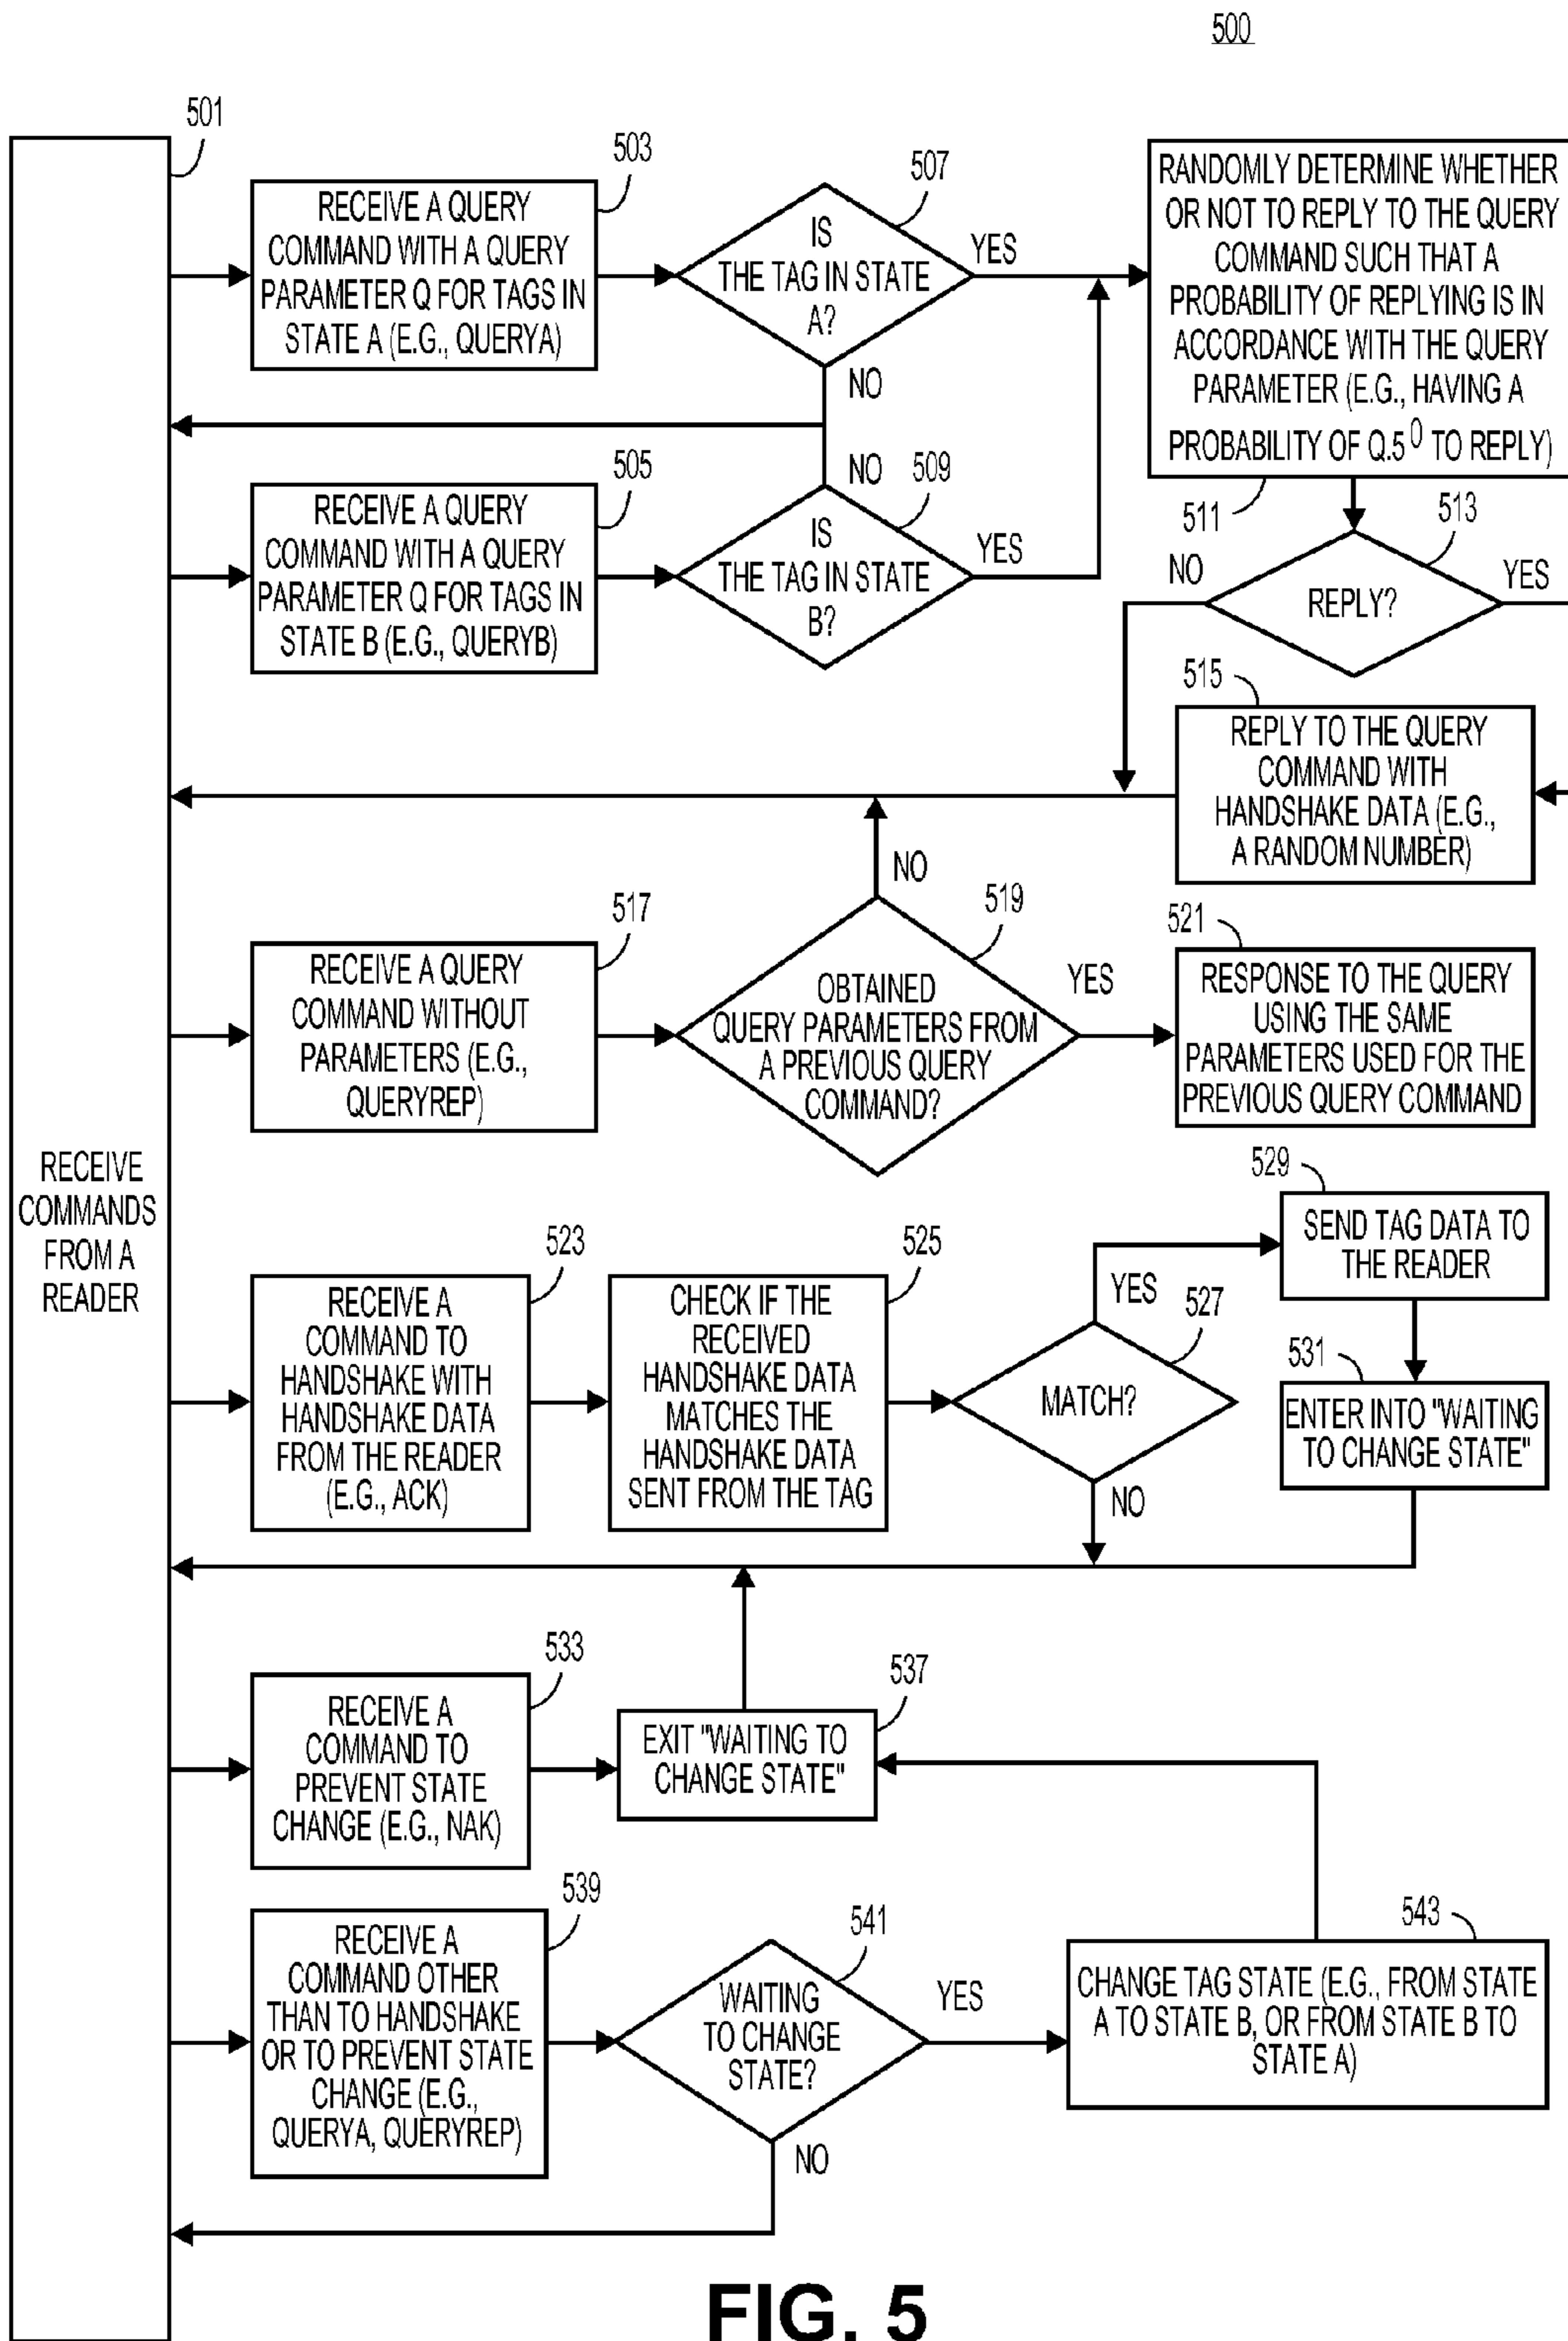 500
501
RECEIVE
COMMANDS
FROM A
READER
503
RECEIVE A QUERY
COMMAND WITH A QUERY
PARAMETER Q FOR TAGS IN
STATE A (E.G., QUERYA)
507
IS
THE TAG IN STATE
A?
YES
NO
RANDOMLY DETERMINE WHETHER
OR NOT TO REPLY TO THE QUERY
COMMAND SUCH THAT A
PROBABILITY OF REPLYING IS IN
ACCORDANCE WITH THE QUERY
PARAMETER (E.G., HAVING A
PROBABILITY OF Q.5^0 TO REPLY)
511
505
RECEIVE A QUERY
COMMAND WITH A QUERY
PARAMETER Q FOR TAGS IN
STATE B (E.G., QUERYB)
NO
509
IS
THE TAG IN STATE
B?
YES
513
NO
REPLY?
YES
515
REPLY TO THE QUERY
COMMAND WITH
HANDSHAKE DATA (E.G.,
A RANDOM NUMBER)
517
RECEIVE A QUERY
COMMAND WITHOUT
PARAMETERS (E.G.,
QUERYREP)
NO
519
OBTAINED
QUERY PARAMETERS FROM
A PREVIOUS QUERY
COMMAND?
YES
521
RESPONSE TO THE QUERY
USING THE SAME
PARAMETERS USED FOR THE
PREVIOUS QUERY COMMAND
523
RECEIVE A
COMMAND TO
HANDSHAKE WITH
HANDSHAKE DATA
FROM THE READER
(E.G., ACK)
525
CHECK IF THE
RECEIVED
HANDSHAKE DATA
MATCHES THE
HANDSHAKE DATA
SENT FROM THE TAG
527
MATCH?
YES
NO
529
SEND TAG DATA TO
THE READER
531
ENTER INTO "WAITING
TO CHANGE STATE"
533
RECEIVE A
COMMAND TO
PREVENT STATE
CHANGE (E.G., NAK)
537
EXIT "WAITING TO
CHANGE STATE"
539
RECEIVE A
COMMAND OTHER
THAN TO HANDSHAKE
OR TO PREVENT STATE
CHANGE (E.G.,
QUERYA, QUERYREP)
541
WAITING
TO CHANGE
STATE?
YES
NO
543
CHANGE TAG STATE (E.G., FROM STATE
A TO STATE B, OR FROM STATE B TO
STATE A)
FIG. 5